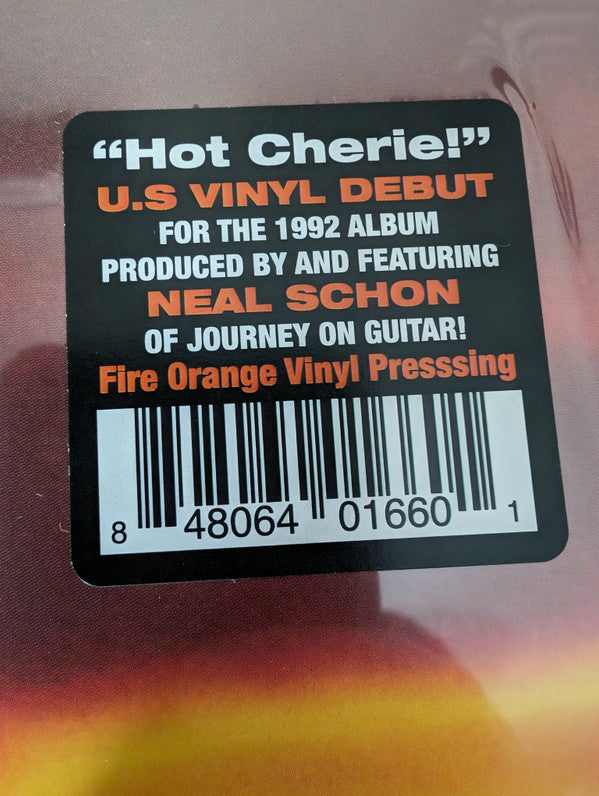 “Hot Cherie!”
U.S VINYL DEBUT
FOR THE 1992 ALBUM
PRODUCED BY AND FEATURING
NEAL SCHON
OF JOURNEY ON GUITAR!
Fire Orange Vinyl Presssing
8 48064 01660 1